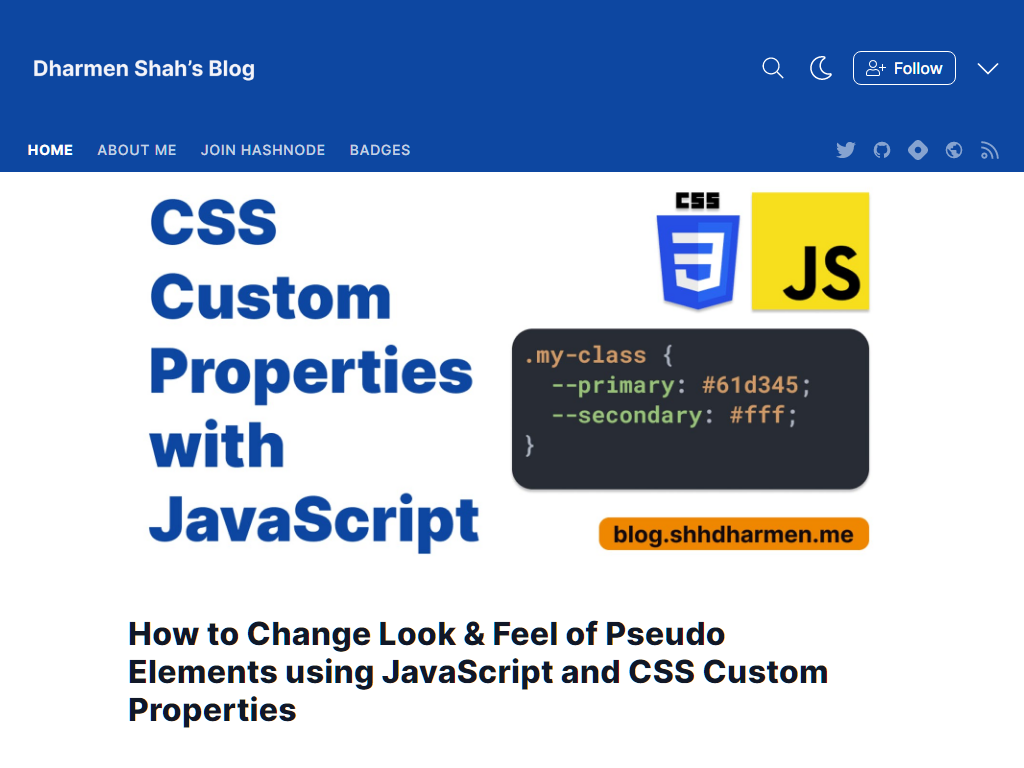 Dharmen Shah's Blog
Follow
HOME ABOUT ME JOIN HASHNODE BADGES
CSS
Custom
Properties
with
JavaScript
CSS
3
JS
.my-class {
--primary: #61d345;
--secondary: #fff;
}
blog.shhdharmen.me
How to Change Look & Feel of Pseudo
Elements using JavaScript and CSS Custom
Properties